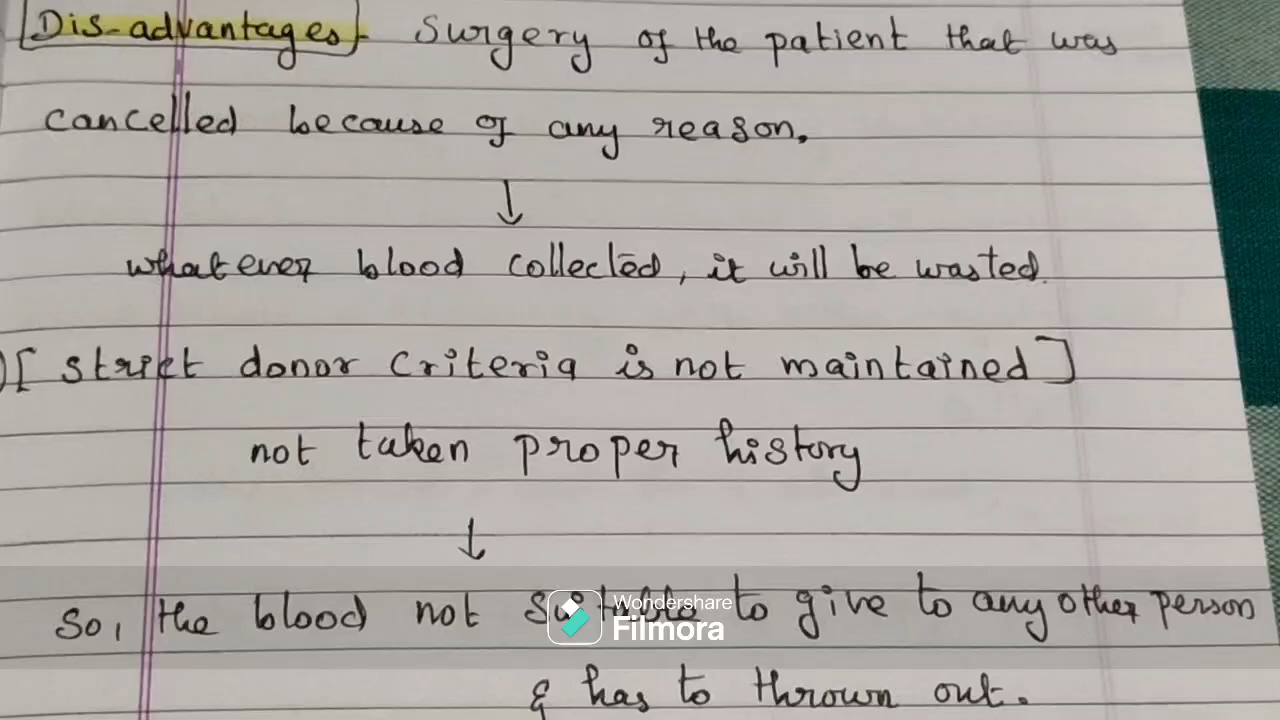 Dis-advantages - Surgery of the patient that was
cancelled because of any reason.
↓
whatever blood collected, it will be wasted.
)[ strict donor criteria is not maintained ]
not taken proper history
↓
So, the blood not suitable to give to any other person
Wondershare
Filmora
& has to thrown out.